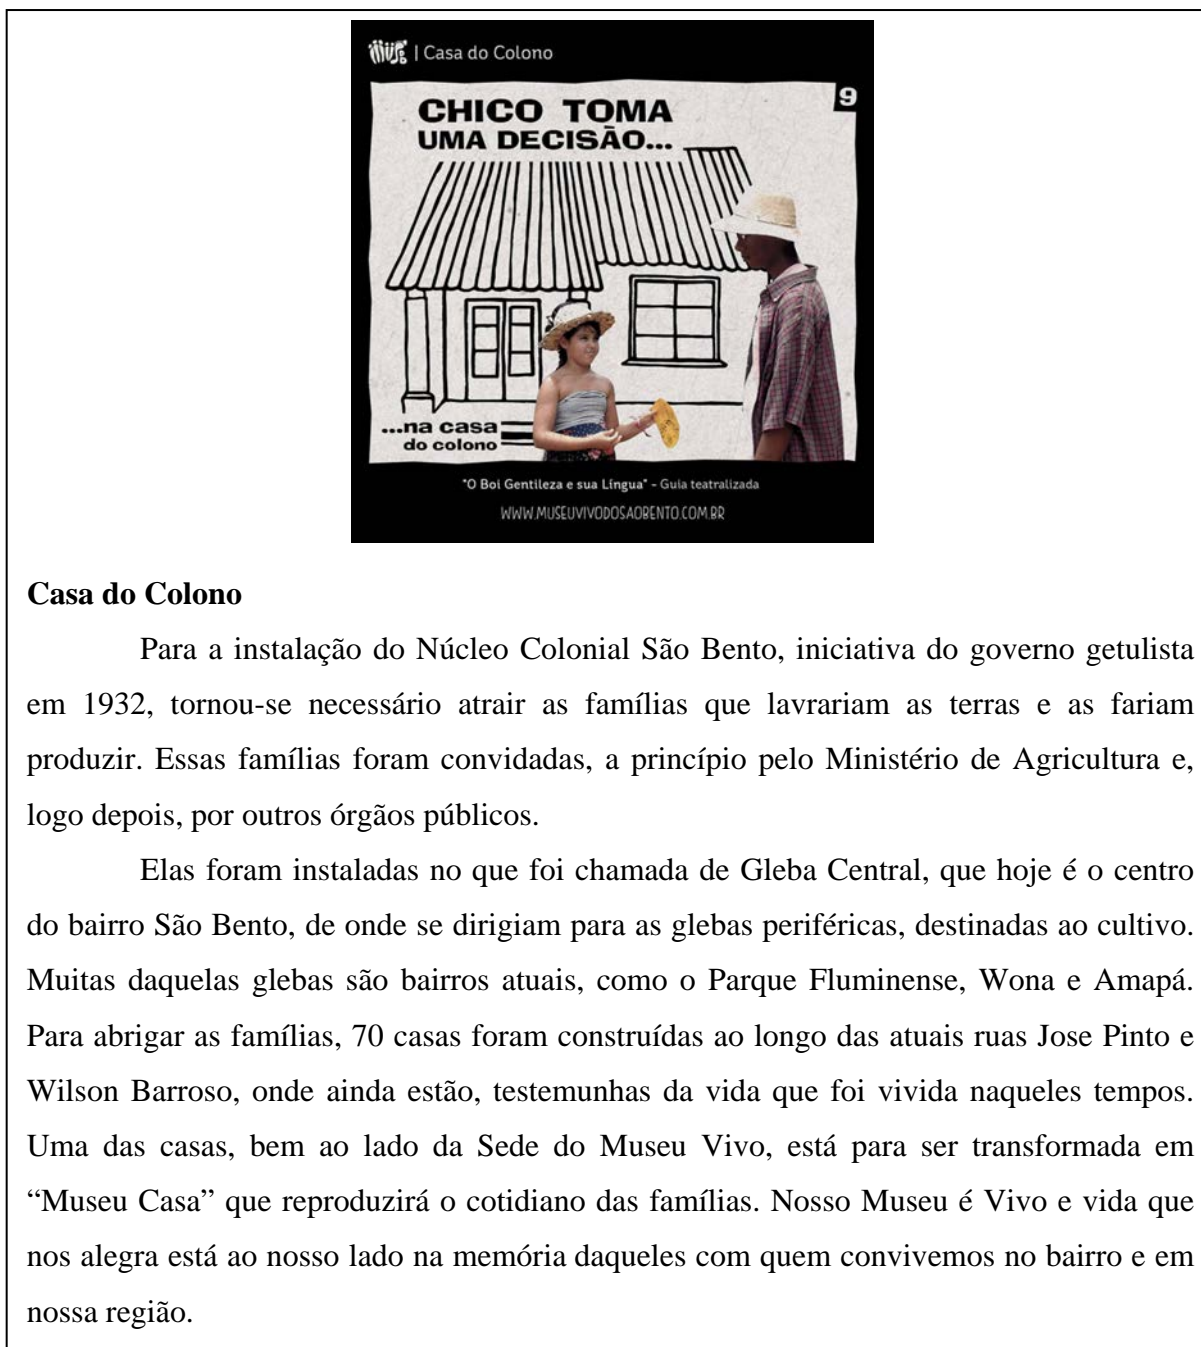 | Casa do Colono
9
CHICO TOMA
UMA DECISÃO...
...na casa
do colono
"O Boi Gentileza e sua Língua" - Guia teatralizada
WWW.MUSEUVIVODOSAOBENTO.COM.BR
Casa do Colono
Para a instalação do Núcleo Colonial São Bento, iniciativa do governo getulista
em 1932, tornou-se necessário atrair as famílias que lavrariam as terras e as fariam
produzir. Essas famílias foram convidadas, a princípio pelo Ministério de Agricultura e,
logo depois, por outros órgãos públicos.
Elas foram instaladas no que foi chamada de Gleba Central, que hoje é o centro
do bairro São Bento, de onde se dirigiam para as glebas periféricas, destinadas ao cultivo.
Muitas daquelas glebas são bairros atuais, como o Parque Fluminense, Wona e Amapá.
Para abrigar as famílias, 70 casas foram construídas ao longo das atuais ruas Jose Pinto e
Wilson Barroso, onde ainda estão, testemunhas da vida que foi vivida naqueles tempos.
Uma das casas, bem ao lado da Sede do Museu Vivo, está para ser transformada em
“Museu Casa” que reproduzirá o cotidiano das famílias. Nosso Museu é Vivo e vida que
nos alegra está ao nosso lado na memória daqueles com quem convivemos no bairro e em
nossa região.